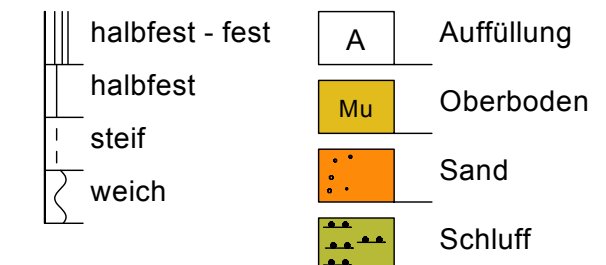 halbfest - fest
halbfest
steif
weich
A Auffüllung
Mu Oberboden
Sand
Schluff